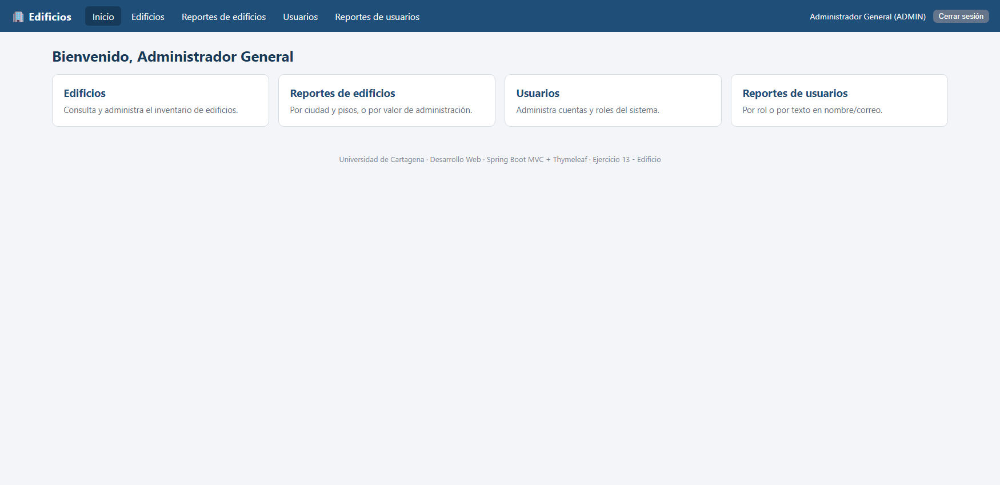 Edificios Inicio Edificios Reportes de edificios Usuarios Reportes de usuarios Administrador General (ADMIN) Cerrar sesión
Bienvenido, Administrador General
Edificios
Consulta y administra el inventario de edificios.
Reportes de edificios
Por ciudad y pisos, o por valor de administración.
Usuarios
Administra cuentas y roles del sistema.
Reportes de usuarios
Por rol o por texto en nombre/correo.
Universidad de Cartagena · Desarrollo Web · Spring Boot MVC + Thymeleaf · Ejercicio 13 - Edificio